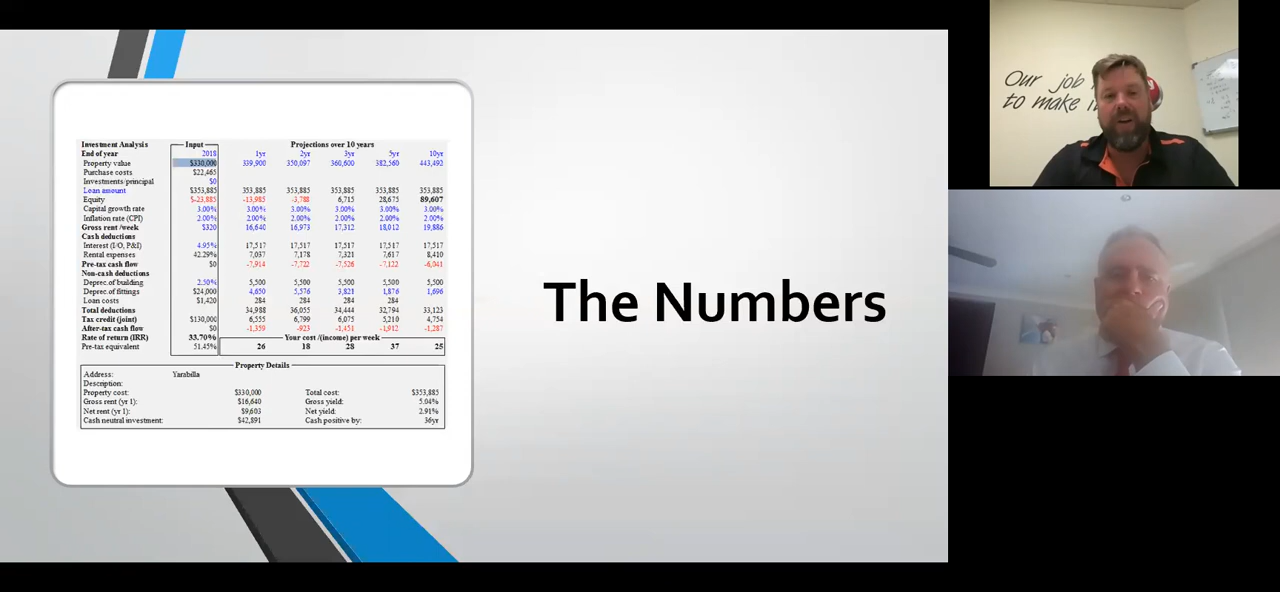 Investment Analysis Input Projections over 10 years
End of year 2018 1yr 2yr 3yr 5yr 10yr
Property value $330,000 339,900 350,097 360,600 382,560 443,492
Purchase costs $22,465
Investments/principal $0
Loan amount $353,885 353,885 353,885 353,885 353,885 353,885
Equity $-23,885 -13,985 -3,788 6,715 28,675 89,607
Capital growth rate 3.00% 3.00% 3.00% 3.00% 3.00% 3.00%
Inflation rate (CPI) 2.00% 2.00% 2.00% 2.00% 2.00% 2.00%
Gross rent /week $320 16,640 16,973 17,312 18,012 19,886
Cash deductions
Interest (I/O, P&I) 4.95% 17,517 17,517 17,517 17,517 17,517
Rental expenses 42.29% 7,037 7,178 7,321 7,617 8,410
Pre-tax cash flow $0 -7,914 -7,722 -7,526 -7,122 -6,041
Non-cash deductions
Deprec.of building 2.50% 5,500 5,500 5,500 5,500 5,500
Deprec.of fittings $24,000 4,650 5,576 3,821 1,876 1,696
Loan costs $1,420 284 284 284 284
Total deductions 34,988 36,055 34,444 32,794 33,123
Tax credit (joint) $130,000 6,555 6,799 6,075 5,210 4,754
After-tax cash flow $0 -1,359 -923 -1,451 -1,912 -1,287
Rate of return (IRR) 33.70% Your cost /(income) per week
Pre-tax equivalent 51.45% 26 18 28 37 25
Property Details
Address: Yarabilla
Description:
Property cost: $330,000 Total cost: $353,885
Gross rent (yr 1): $16,640 Gross yield: 5.04%
Net rent (yr 1): $9,603 Net yield: 2.91%
Cash neutral investment: $42,891 Cash positive by: 36yr
The Numbers
Our job
to make